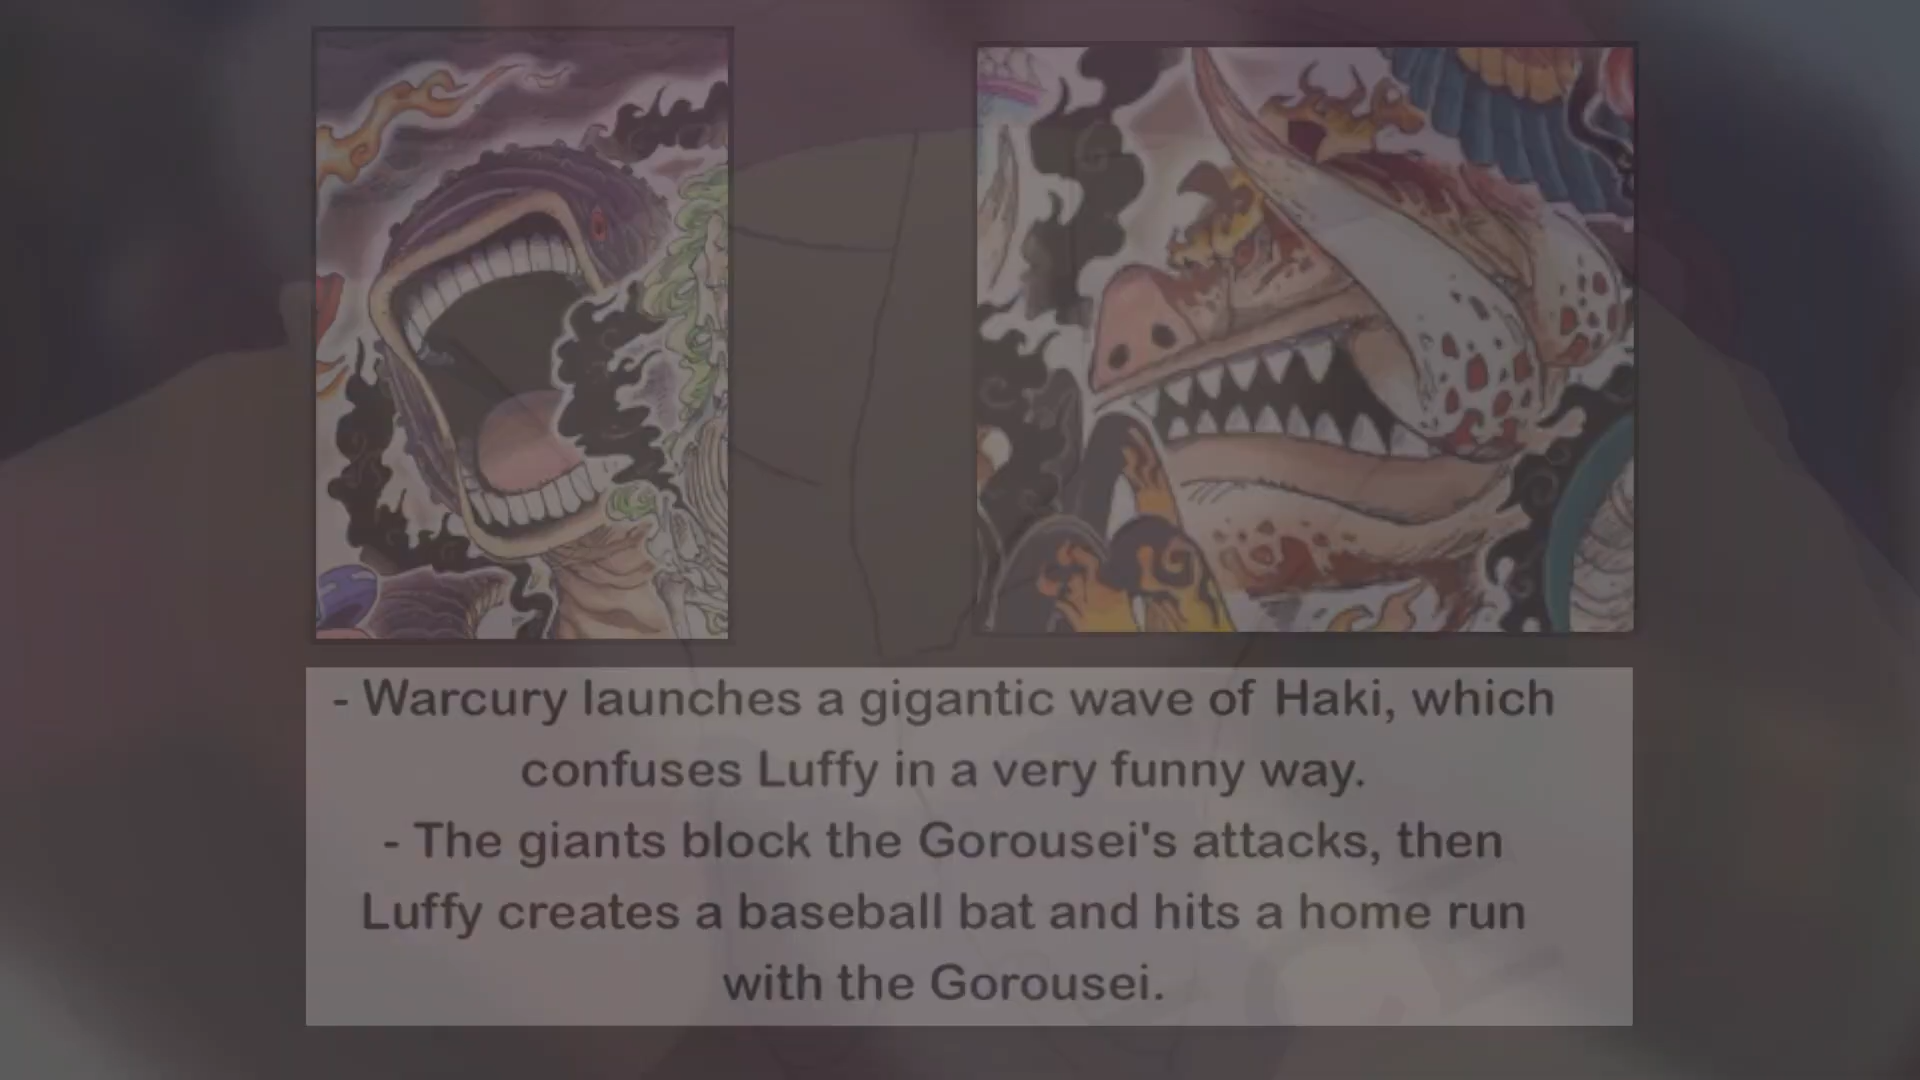 - Warcury launches a gigantic wave of Haki, which
confuses Luffy in a very funny way.
- The giants block the Gorousei's attacks, then
Luffy creates a baseball bat and hits a home run
with the Gorousei.